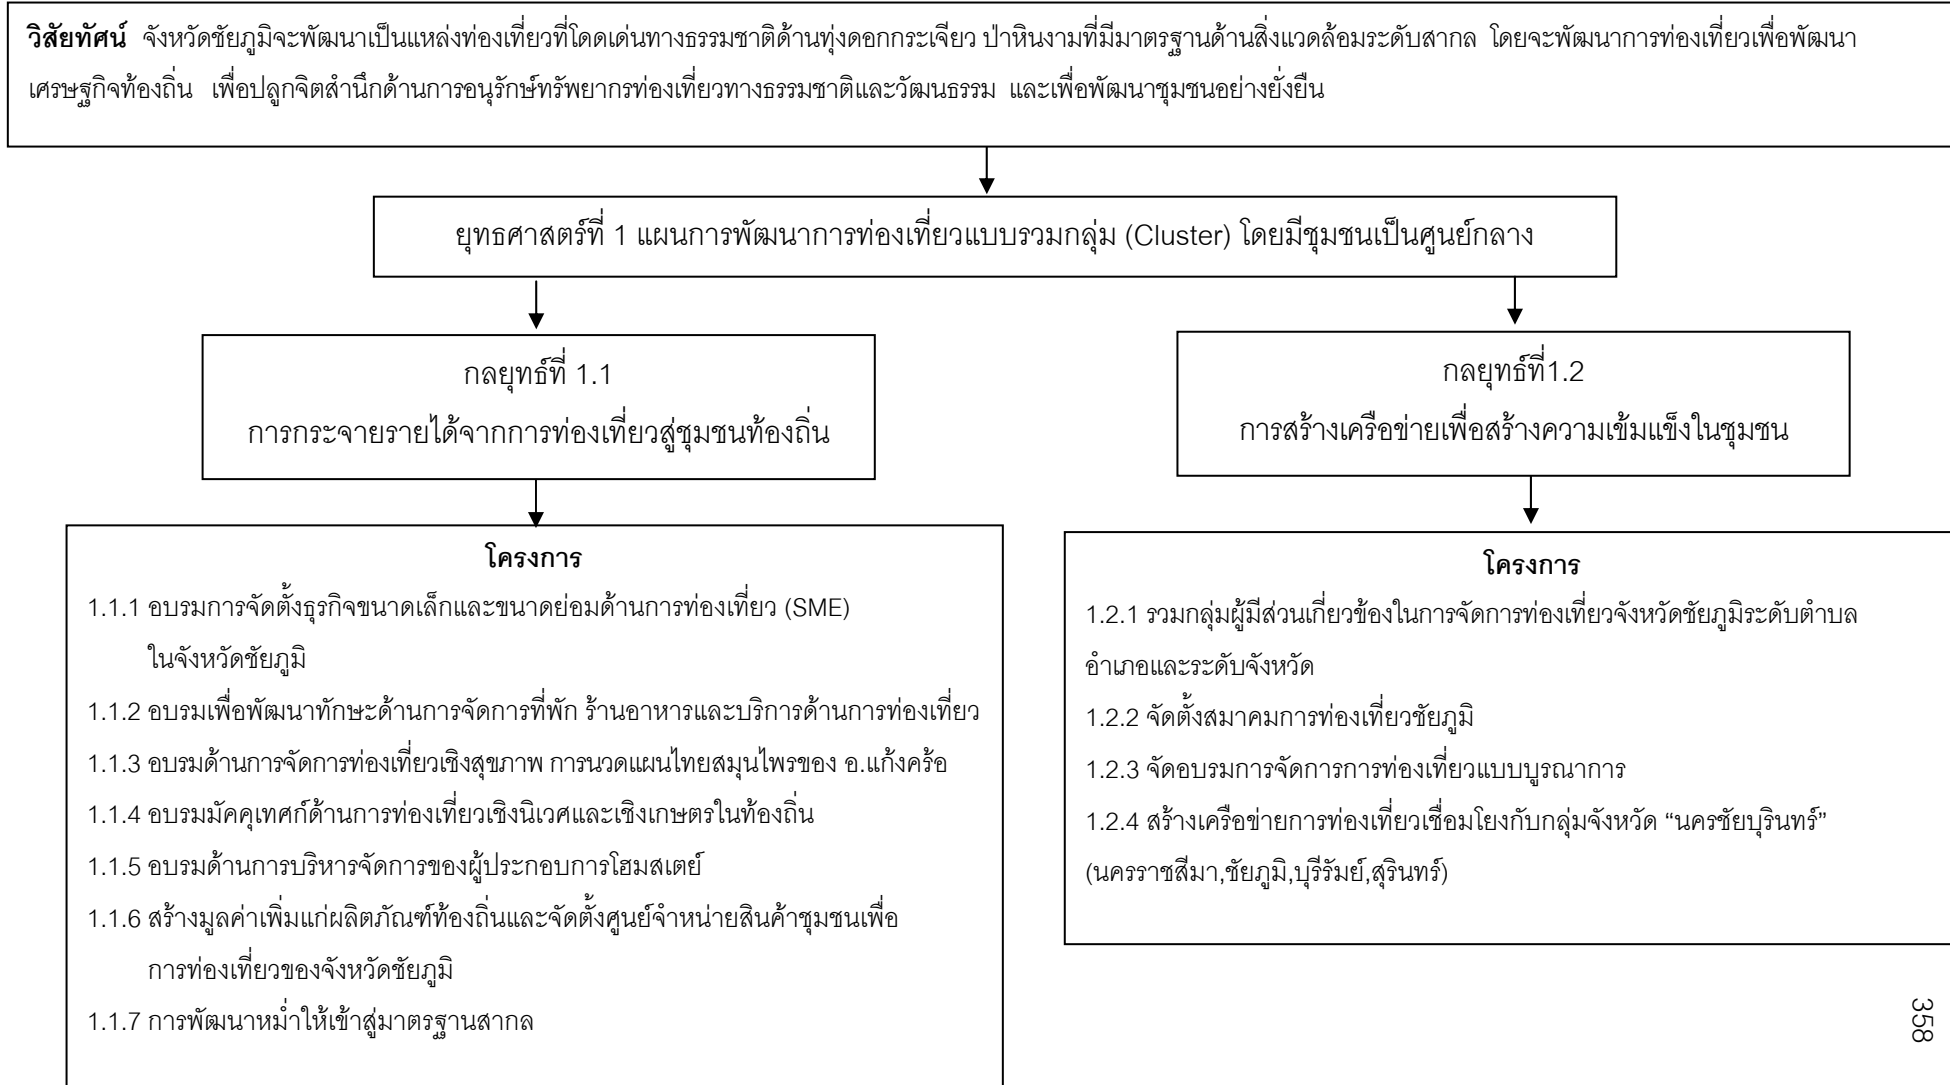 วิสัยทัศน์ จังหวัดชัยภูมิจะพัฒนาเป็นแหล่งท่องเที่ยวที่โดดเด่นทางธรรมชาติด้านทุ่งดอกกระเจียว ป่าหินงามที่มีมาตรฐานด้านสิ่งแวดล้อมระดับสากล โดยจะพัฒนาการท่องเที่ยวเพื่อพัฒนา
เศรษฐกิจท้องถิ่น เพื่อปลูกจิตสำนึกด้านการอนุรักษ์ทรัพยากรท่องเที่ยวทางธรรมชาติและวัฒนธรรม และเพื่อพัฒนาชุมชนอย่างยั่งยืน
ยุทธศาสตร์ที่ 1 แผนการพัฒนาการท่องเที่ยวแบบรวมกลุ่ม (Cluster) โดยมีชุมชนเป็นศูนย์กลาง
กลยุทธ์ที่ 1.1
การกระจายรายได้จากการท่องเที่ยวสู่ชุมชนท้องถิ่น
กลยุทธ์ที่1.2
การสร้างเครือข่ายเพื่อสร้างความเข้มแข็งในชุมชน
โครงการ
1.1.1 อบรมการจัดตั้งธุรกิจขนาดเล็กและขนาดย่อมด้านการท่องเที่ยว (SME)
ในจังหวัดชัยภูมิ
1.1.2 อบรมเพื่อพัฒนาทักษะด้านการจัดการที่พัก ร้านอาหารและบริการด้านการท่องเที่ยว
1.1.3 อบรมด้านการจัดการท่องเที่ยวเชิงสุขภาพ การนวดแผนไทยสมุนไพรของ อ.แก้งคร้อ
1.1.4 อบรมมัคคุเทศก์ด้านการท่องเที่ยวเชิงนิเวศและเชิงเกษตรในท้องถิ่น
1.1.5 อบรมด้านการบริหารจัดการของผู้ประกอบการโฮมสเตย์
1.1.6 สร้างมูลค่าเพิ่มแก่ผลิตภัณฑ์ท้องถิ่นและจัดตั้งศูนย์จำหน่ายสินค้าชุมชนเพื่อ
การท่องเที่ยวของจังหวัดชัยภูมิ
1.1.7 การพัฒนาหม่ำให้เข้าสู่มาตรฐานสากล
โครงการ
1.2.1 รวมกลุ่มผู้มีส่วนเกี่ยวข้องในการจัดการท่องเที่ยวจังหวัดชัยภูมิระดับตำบล
อำเภอและระดับจังหวัด
1.2.2 จัดตั้งสมาคมการท่องเที่ยวชัยภูมิ
1.2.3 จัดอบรมการจัดการการท่องเที่ยวแบบบูรณาการ
1.2.4 สร้างเครือข่ายการท่องเที่ยวเชื่อมโยงกับกลุ่มจังหวัด “นครชัยบุรินทร์”
(นครราชสีมา,ชัยภูมิ,บุรีรัมย์,สุรินทร์)
358